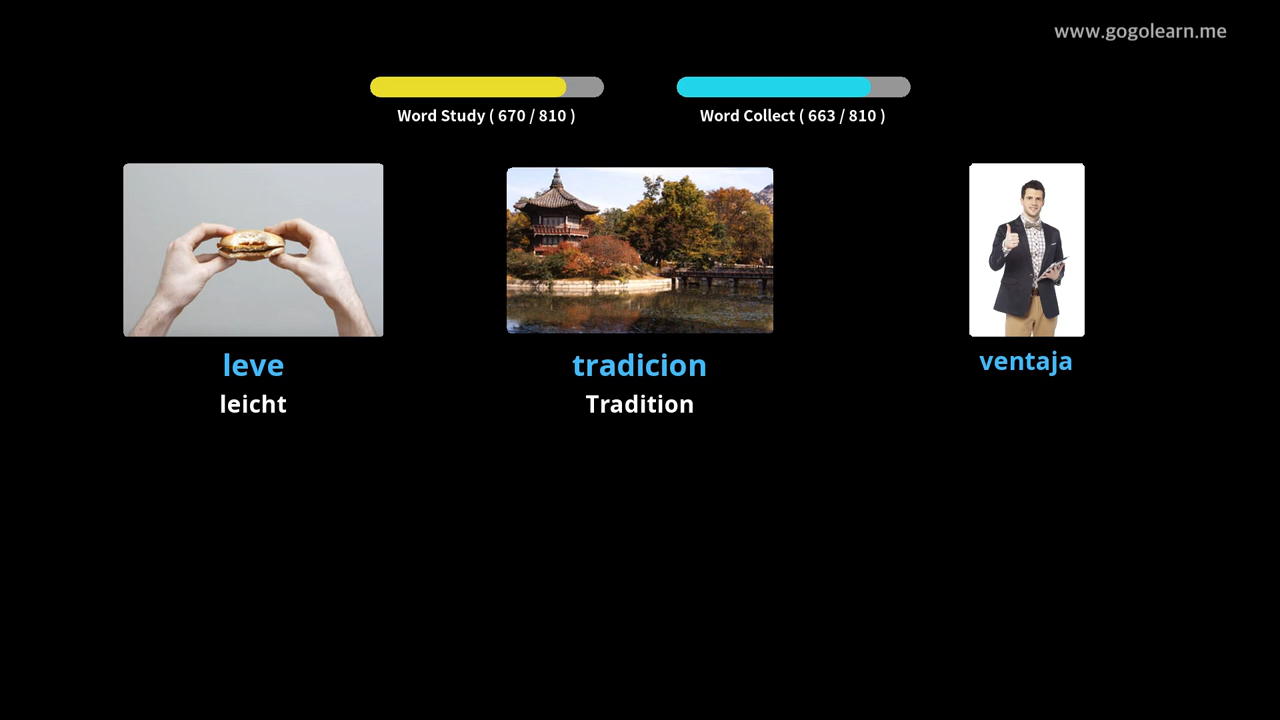 www.gogolearn.me
Word Study ( 670 / 810 )
Word Collect ( 663 / 810 )
leve
leicht
tradicion
Tradition
ventaja